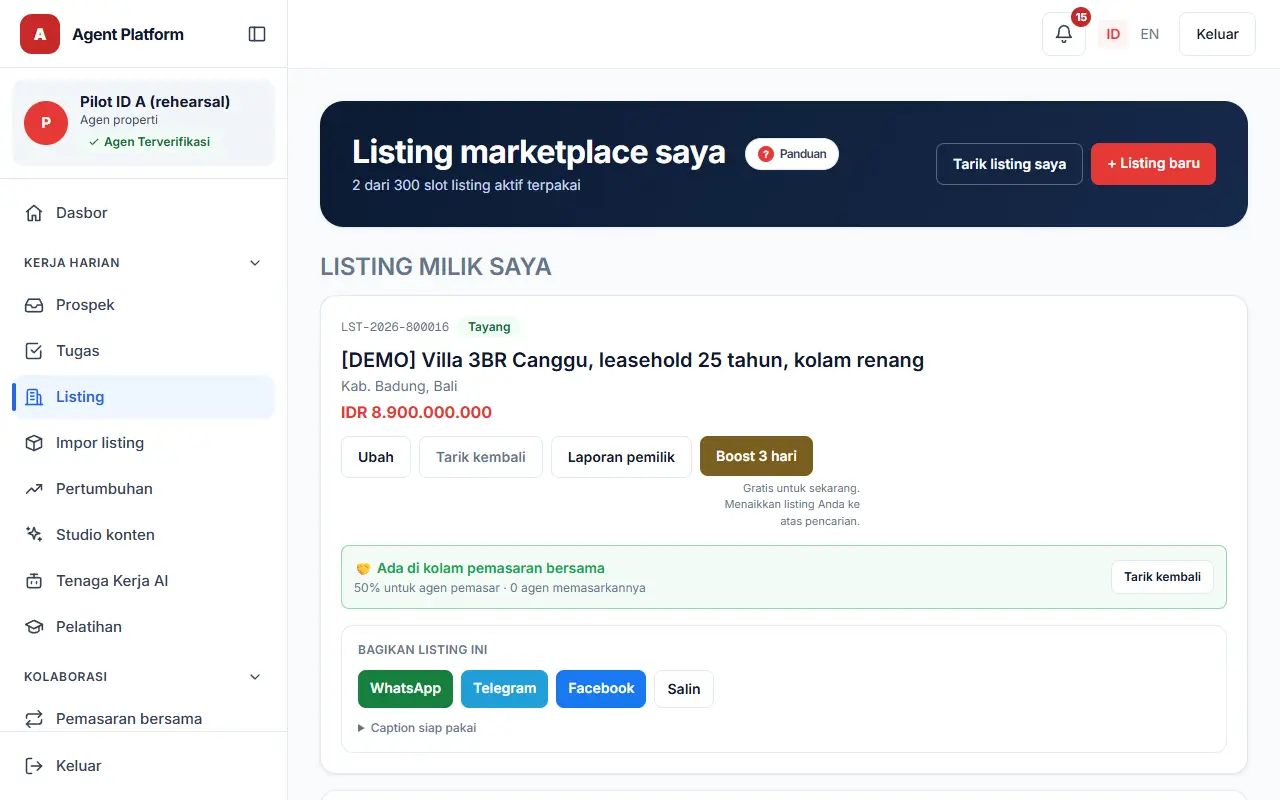 A
Agent Platform
P
Pilot ID A (rehearsal)
Agen properti
✓ Agen Terverifikasi
Dasbor
KERJA HARIAN
Prospek
Tugas
Listing
Impor listing
Pertumbuhan
Studio konten
Tenaga Kerja AI
Pelatihan
KOLABORASI
Pemasaran bersama
Keluar
15
ID
EN
Keluar
Listing marketplace saya
? Panduan
2 dari 300 slot listing aktif terpakai
Tarik listing saya
+ Listing baru
LISTING MILIK SAYA
LST-2026-800016
Tayang
[DEMO] Villa 3BR Canggu, leasehold 25 tahun, kolam renang
Kab. Badung, Bali
IDR 8.900.000.000
Ubah
Tarik kembali
Laporan pemilik
Boost 3 hari
Gratis untuk sekarang.
Menaikkan listing Anda ke
atas pencarian.
🤝 Ada di kolam pemasaran bersama
50% untuk agen pemasar · 0 agen memasarkannya
Tarik kembali
BAGIKAN LISTING INI
WhatsApp
Telegram
Facebook
Salin
▶ Caption siap pakai